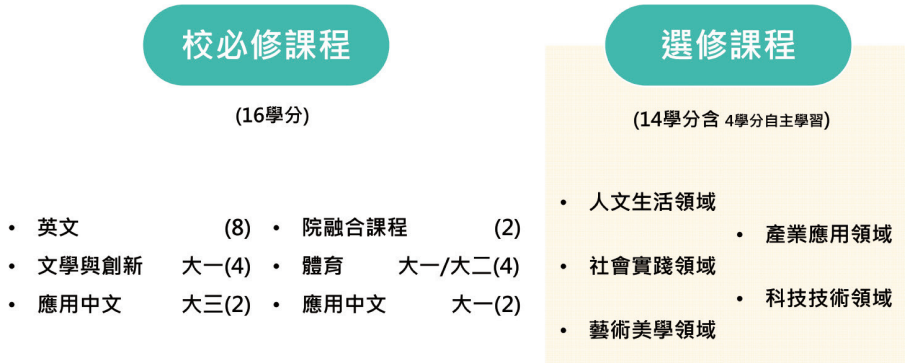 校必修課程
(16學分)
• 英文 (8)
• 文學與創新 大一(4)
• 應用中文 大三(2)
• 院融合課程 (2)
• 體育 大一/大二(4)
• 應用中文 大一(2)
選修課程
(14學分含 4學分自主學習)
• 人文生活領域
• 產業應用領域
• 社會實踐領域
• 科技技術領域
• 藝術美學領域